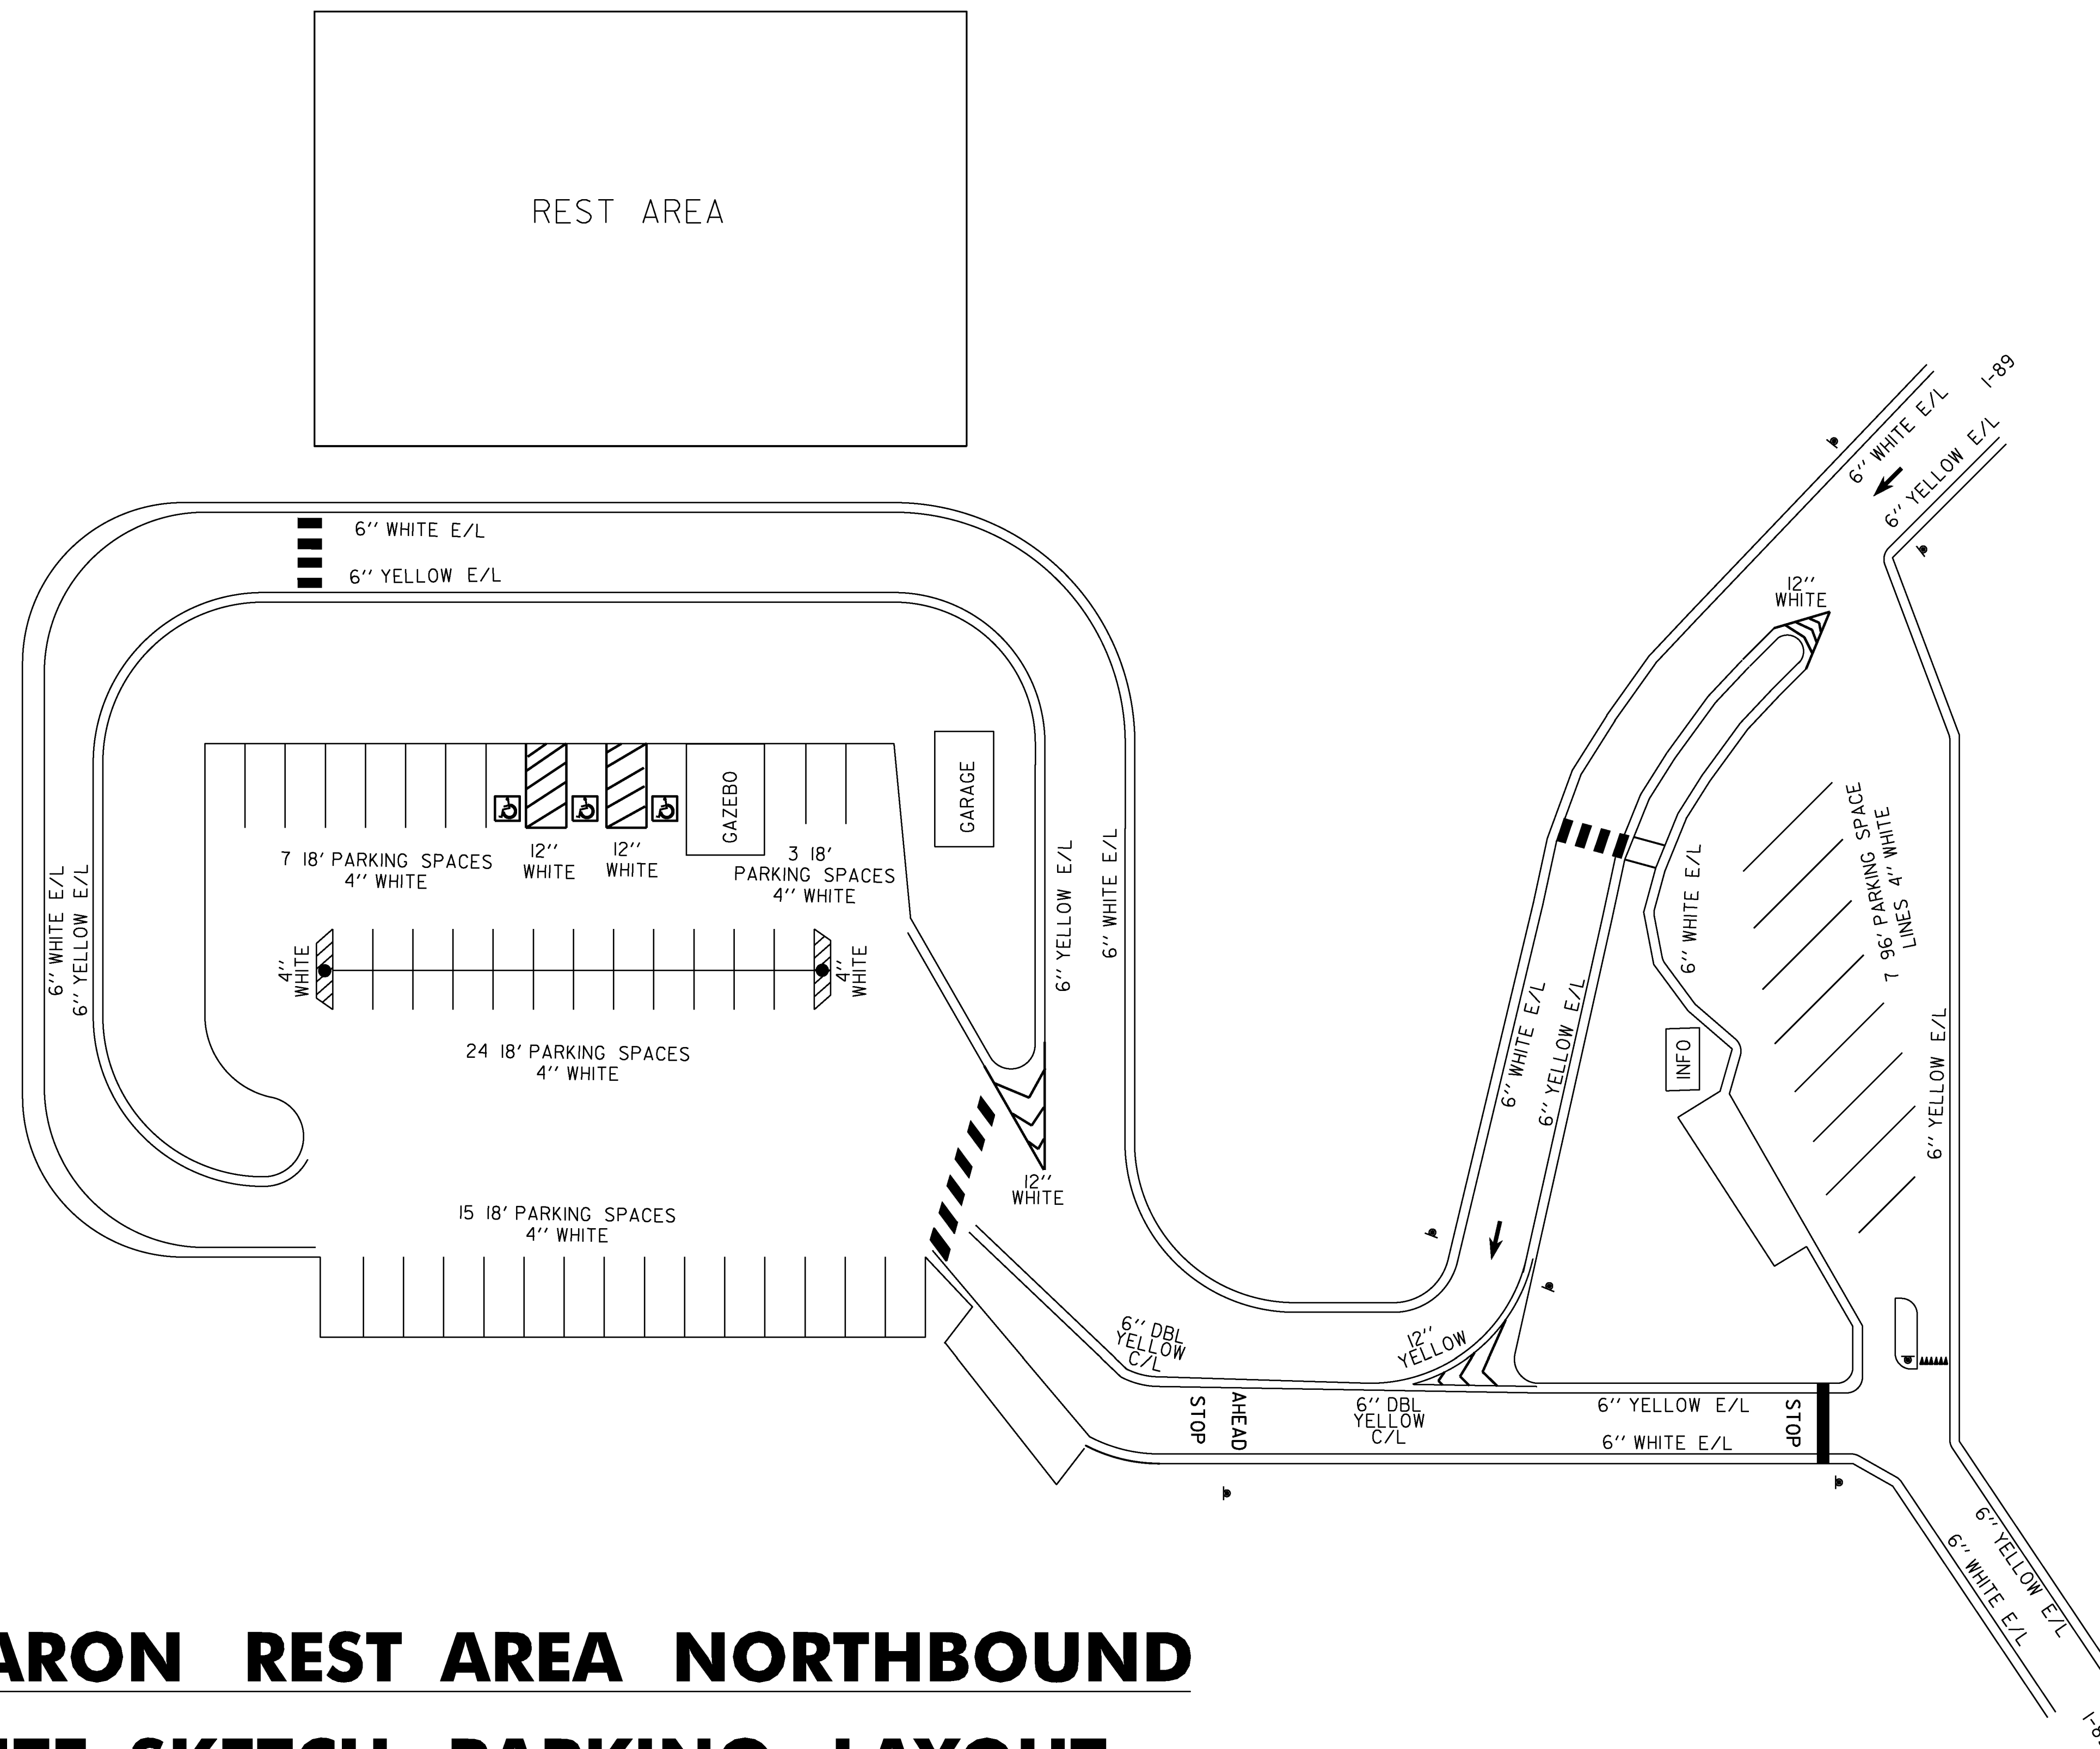 REST AREA
I-89
6'' WHITE E/L
6'' YELLOW E/L
12''
WHITE
6'' WHITE E/L
6'' YELLOW E/L
GAZEBO
GARAGE
7 18' PARKING SPACES
4'' WHITE
12''
WHITE
12''
WHITE
3 18'
PARKING SPACES
4'' WHITE
6'' WHITE E/L
6'' YELLOW E/L
6'' YELLOW E/L
6'' WHITE E/L
4''
WHITE
4''
WHITE
24 18' PARKING SPACES
4'' WHITE
15 18' PARKING SPACES
4'' WHITE
12''
WHITE
6'' WHITE E/L
6'' YELLOW E/L
6'' WHITE E/L
INFO
7 96' PARKING SPACE
LINES 4'' WHITE
6'' YELLOW E/L
6'' DBL
YELLOW
C/L
12''
YELLOW
STOP
AHEAD
6'' DBL
YELLOW
C/L
6'' YELLOW E/L
6'' WHITE E/L
STOP
6'' YELLOW E/L
6'' WHITE E/L
ARON REST AREA NORTHBOUND
SKETCH PARKING LAYOUT